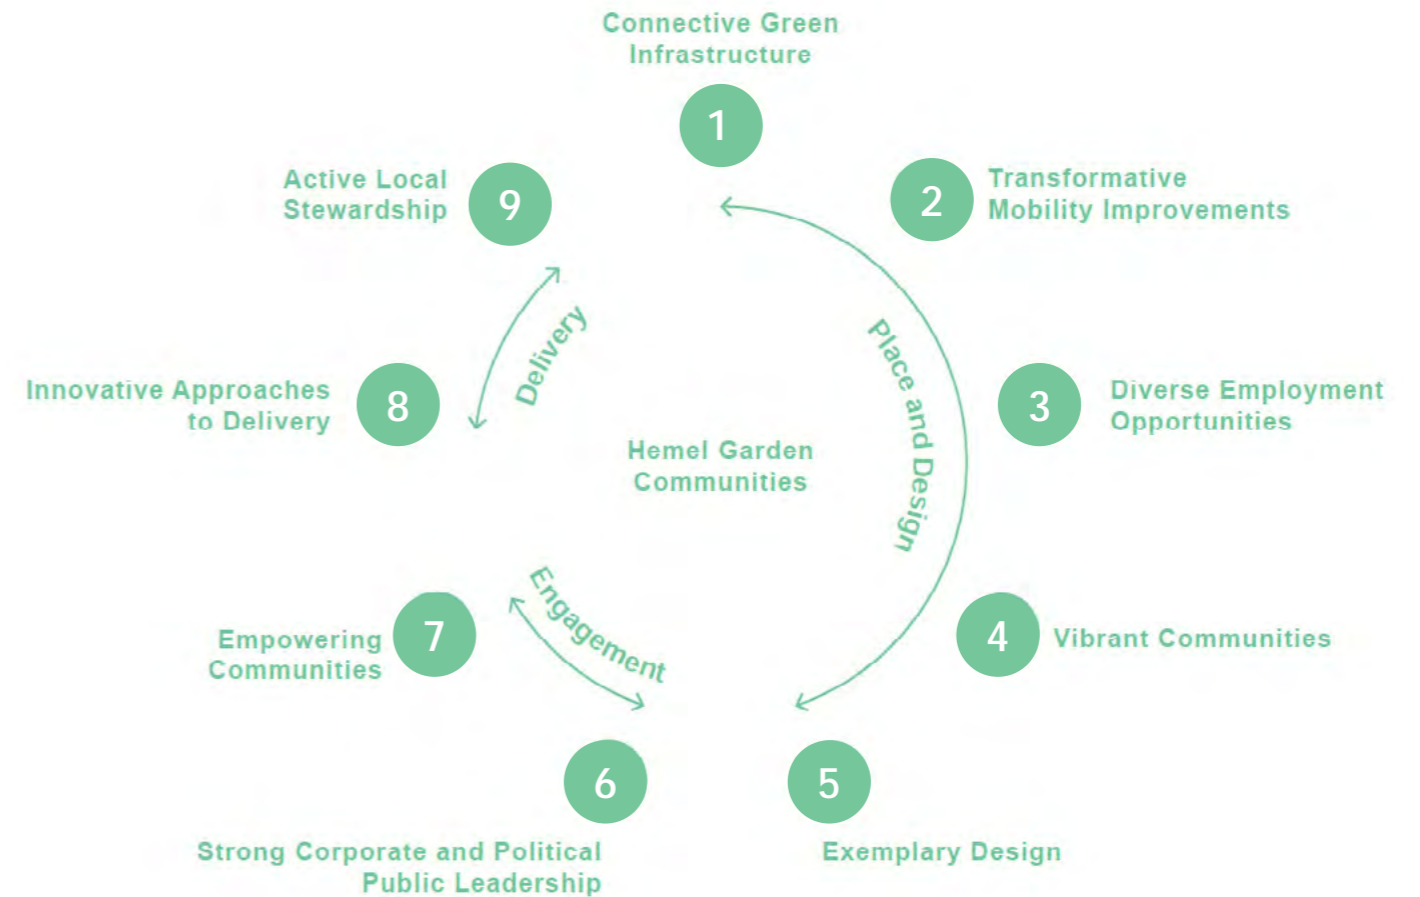 Connective Green
Infrastructure
1
2
Transformative
Mobility Improvements
3
Diverse Employment
Opportunities
4
Vibrant Communities
5
Exemplary Design
6
Strong Corporate and Political
Public Leadership
7
Empowering
Communities
8
Innovative Approaches
to Delivery
9
Active Local
Stewardship
Place and Design
Engagement
Delivery
Hemel Garden
Communities